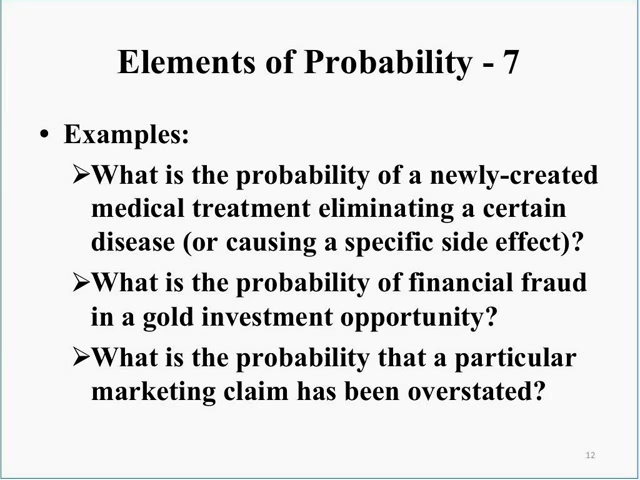 Elements of Probability - 7
• Examples:
➢What is the probability of a newly-created
medical treatment eliminating a certain
disease (or causing a specific side effect)?
➢What is the probability of financial fraud
in a gold investment opportunity?
➢What is the probability that a particular
marketing claim has been overstated?
12